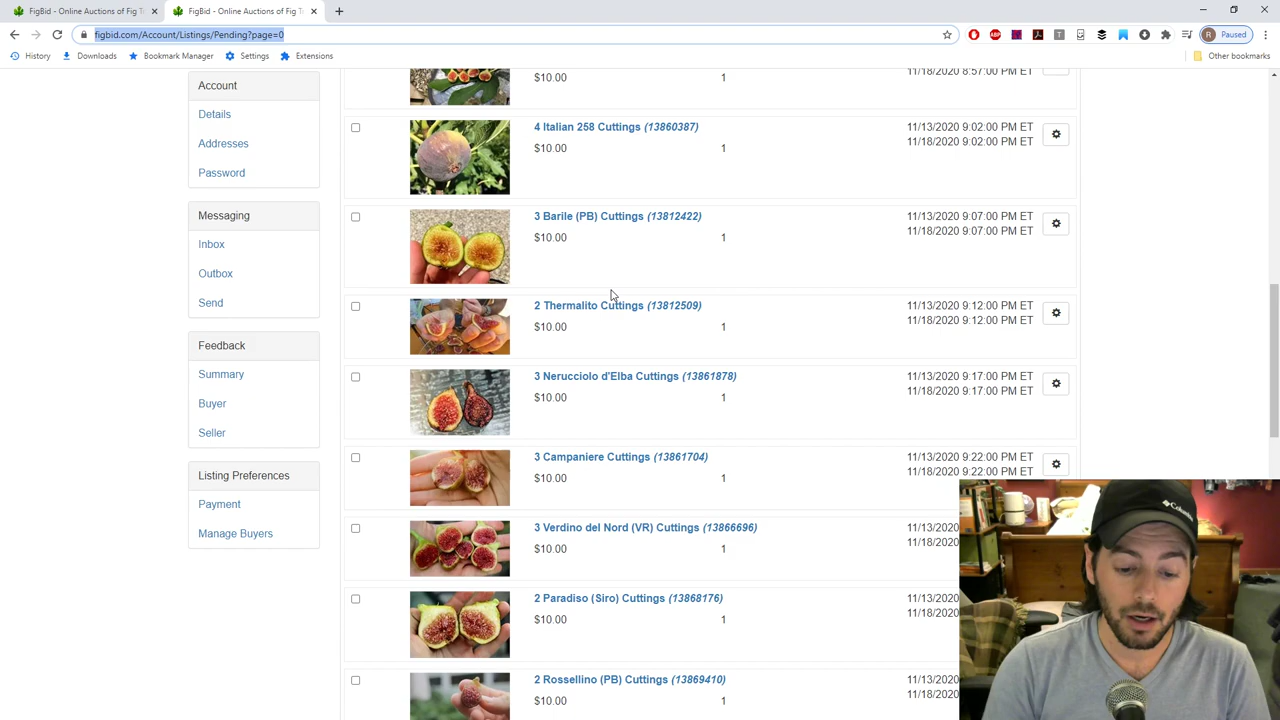 FigBid - Online Auctions of Fig T
FigBid - Online Auctions of Fig T
figbid.com/Account/Listings/Pending?page=0
R Paused
History
Downloads
Bookmark Manager
Settings
Extensions
Other bookmarks
Account
Details
Addresses
Password
Messaging
Inbox
Outbox
Send
Feedback
Summary
Buyer
Seller
Listing Preferences
Payment
Manage Buyers
$10.00 1 11/18/2020 8:57:00 PM ET
4 Italian 258 Cuttings (13860387) 11/13/2020 9:02:00 PM ET
$10.00 1 11/18/2020 9:02:00 PM ET
3 Barile (PB) Cuttings (13812422) 11/13/2020 9:07:00 PM ET
$10.00 1 11/18/2020 9:07:00 PM ET
2 Thermalito Cuttings (13812509) 11/13/2020 9:12:00 PM ET
$10.00 1 11/18/2020 9:12:00 PM ET
3 Nerucciolo d'Elba Cuttings (13861878) 11/13/2020 9:17:00 PM ET
$10.00 1 11/18/2020 9:17:00 PM ET
3 Campaniere Cuttings (13861704) 11/13/2020 9:22:00 PM ET
$10.00 1 11/18/2020 9:22:00 PM ET
3 Verdino del Nord (VR) Cuttings (13866696) 11/13/2020
$10.00 1 11/18/2020
2 Paradiso (Siro) Cuttings (13868176) 11/13/2020
$10.00 1 11/18/2020
2 Rossellino (PB) Cuttings (13869410) 11/13/2020
$10.00 1 11/18/2020
Columbia